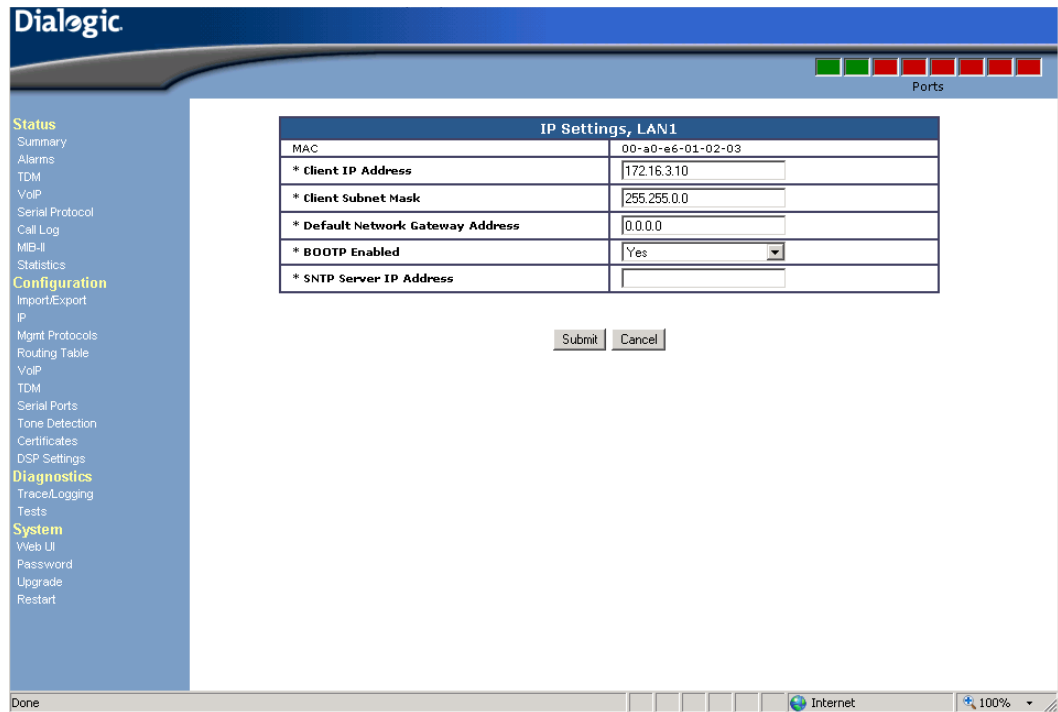 Dialogic
Ports
Status
Summary
Alarms
TDM
VoIP
Serial Protocol
Call Log
MIB-II
Statistics
Configuration
Import/Export
IP
Mgmt Protocols
Routing Table
VoIP
TDM
Serial Ports
Tone Detection
Certificates
DSP Settings
Diagnostics
Trace/Logging
Tests
System
Web UI
Password
Upgrade
Restart
IP Settings, LAN1
MAC 00-a0-e6-01-02-03
* Client IP Address 172.16.3.10
* Client Subnet Mask 255.255.0.0
* Default Network Gateway Address 0.0.0.0
* BOOTP Enabled Yes
* SNTP Server IP Address
Submit Cancel
Done Internet 100%